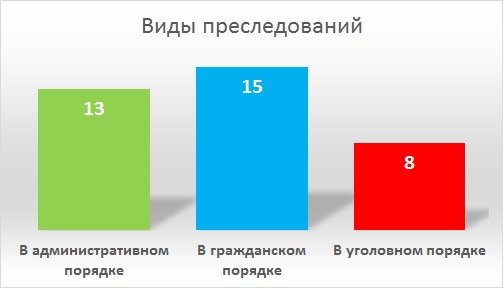 Виды преследований
13
15
8
В административном
порядке
В гражданском
порядке
В уголовном порядке